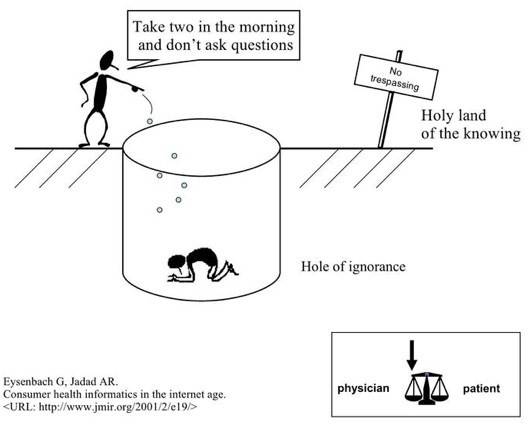 Take two in the morning
and don't ask questions
No
trespassing
Holy land
of the knowing
Hole of ignorance
Eysenbach G, Jadad AR.
Consumer health informatics in the internet age.
<URL: http://www.jmir.org/2001/2/e19/>
physician
patient